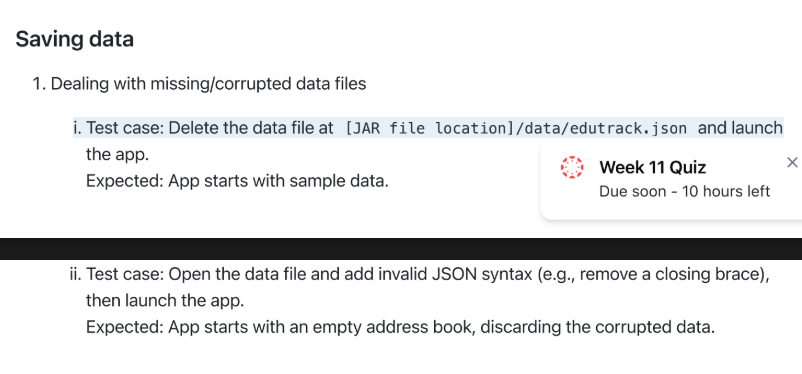 Saving data
1. Dealing with missing/corrupted data files
i. Test case: Delete the data file at [JAR file location]/data/edutrack.json and launch
the app.
Expected: App starts with sample data.
Week 11 Quiz
Due soon - 10 hours left
ii. Test case: Open the data file and add invalid JSON syntax (e.g., remove a closing brace),
then launch the app.
Expected: App starts with an empty address book, discarding the corrupted data.